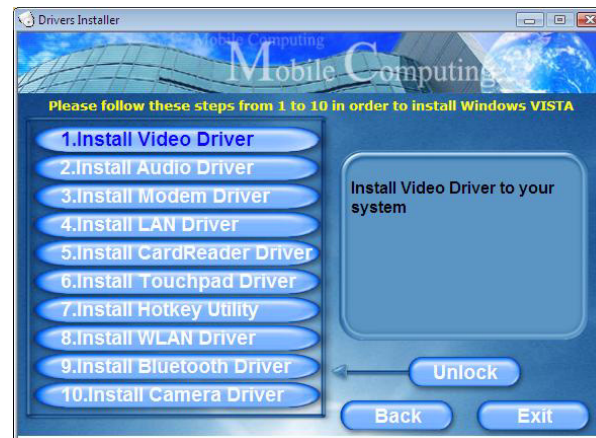 Drivers Installer
Mobile Computing
Mobile Computing
Please follow these steps from 1 to 10 in order to install Windows VISTA
1.Install Video Driver
2.Install Audio Driver
3.Install Modem Driver
4.Install LAN Driver
5.Install CardReader Driver
6.Install Touchpad Driver
7.Install Hotkey Utility
8.Install WLAN Driver
9.Install Bluetooth Driver
10.Install Camera Driver
Install Video Driver to your
system
Unlock
Back
Exit